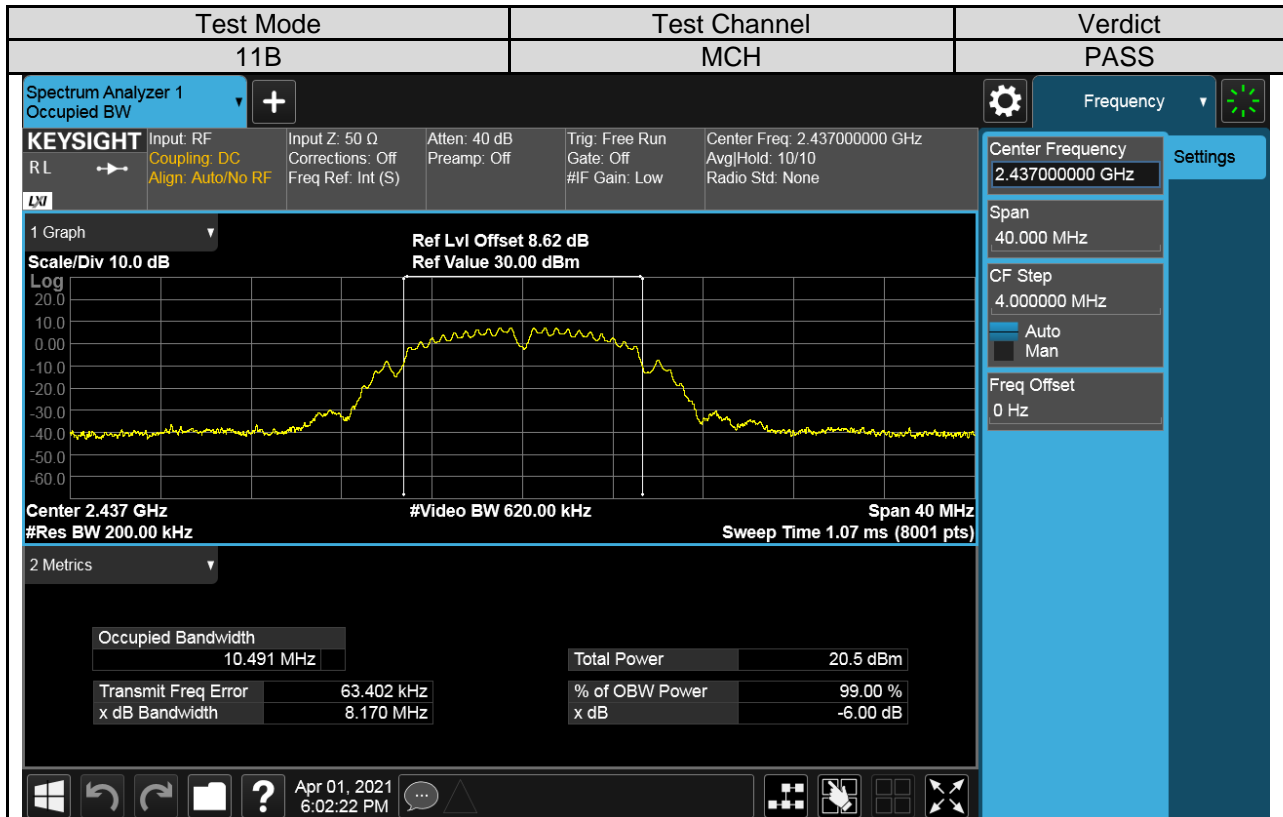 Test Mode Test Channel Verdict
11B MCH PASS
Spectrum Analyzer 1
Occupied BW
Frequency
KEYSIGHT
RL
LXI
Input: RF
Coupling: DC
Align: Auto/No RF
Input Z: 50 Ω
Corrections: Off
Freq Ref: Int (S)
Atten: 40 dB
Preamp: Off
Trig: Free Run
Gate: Off
#IF Gain: Low
Center Freq: 2.437000000 GHz
Avg|Hold: 10/10
Radio Std: None
Center Frequency
2.437000000 GHz
Settings
Span
40.000 MHz
CF Step
4.000000 MHz
Auto
Man
Freq Offset
0 Hz
1 Graph
Scale/Div 10.0 dB
Ref Lvl Offset 8.62 dB
Ref Value 30.00 dBm
Log
20.0
10.0
0.00
-10.0
-20.0
-30.0
-40.0
-50.0
-60.0
Center 2.437 GHz #Video BW 620.00 kHz Span 40 MHz
#Res BW 200.00 kHz Sweep Time 1.07 ms (8001 pts)
2 Metrics
Occupied Bandwidth
10.491 MHz
Total Power 20.5 dBm
Transmit Freq Error 63.402 kHz % of OBW Power 99.00 %
x dB Bandwidth 8.170 MHz x dB -6.00 dB
?
Apr 01, 2021
6:02:22 PM